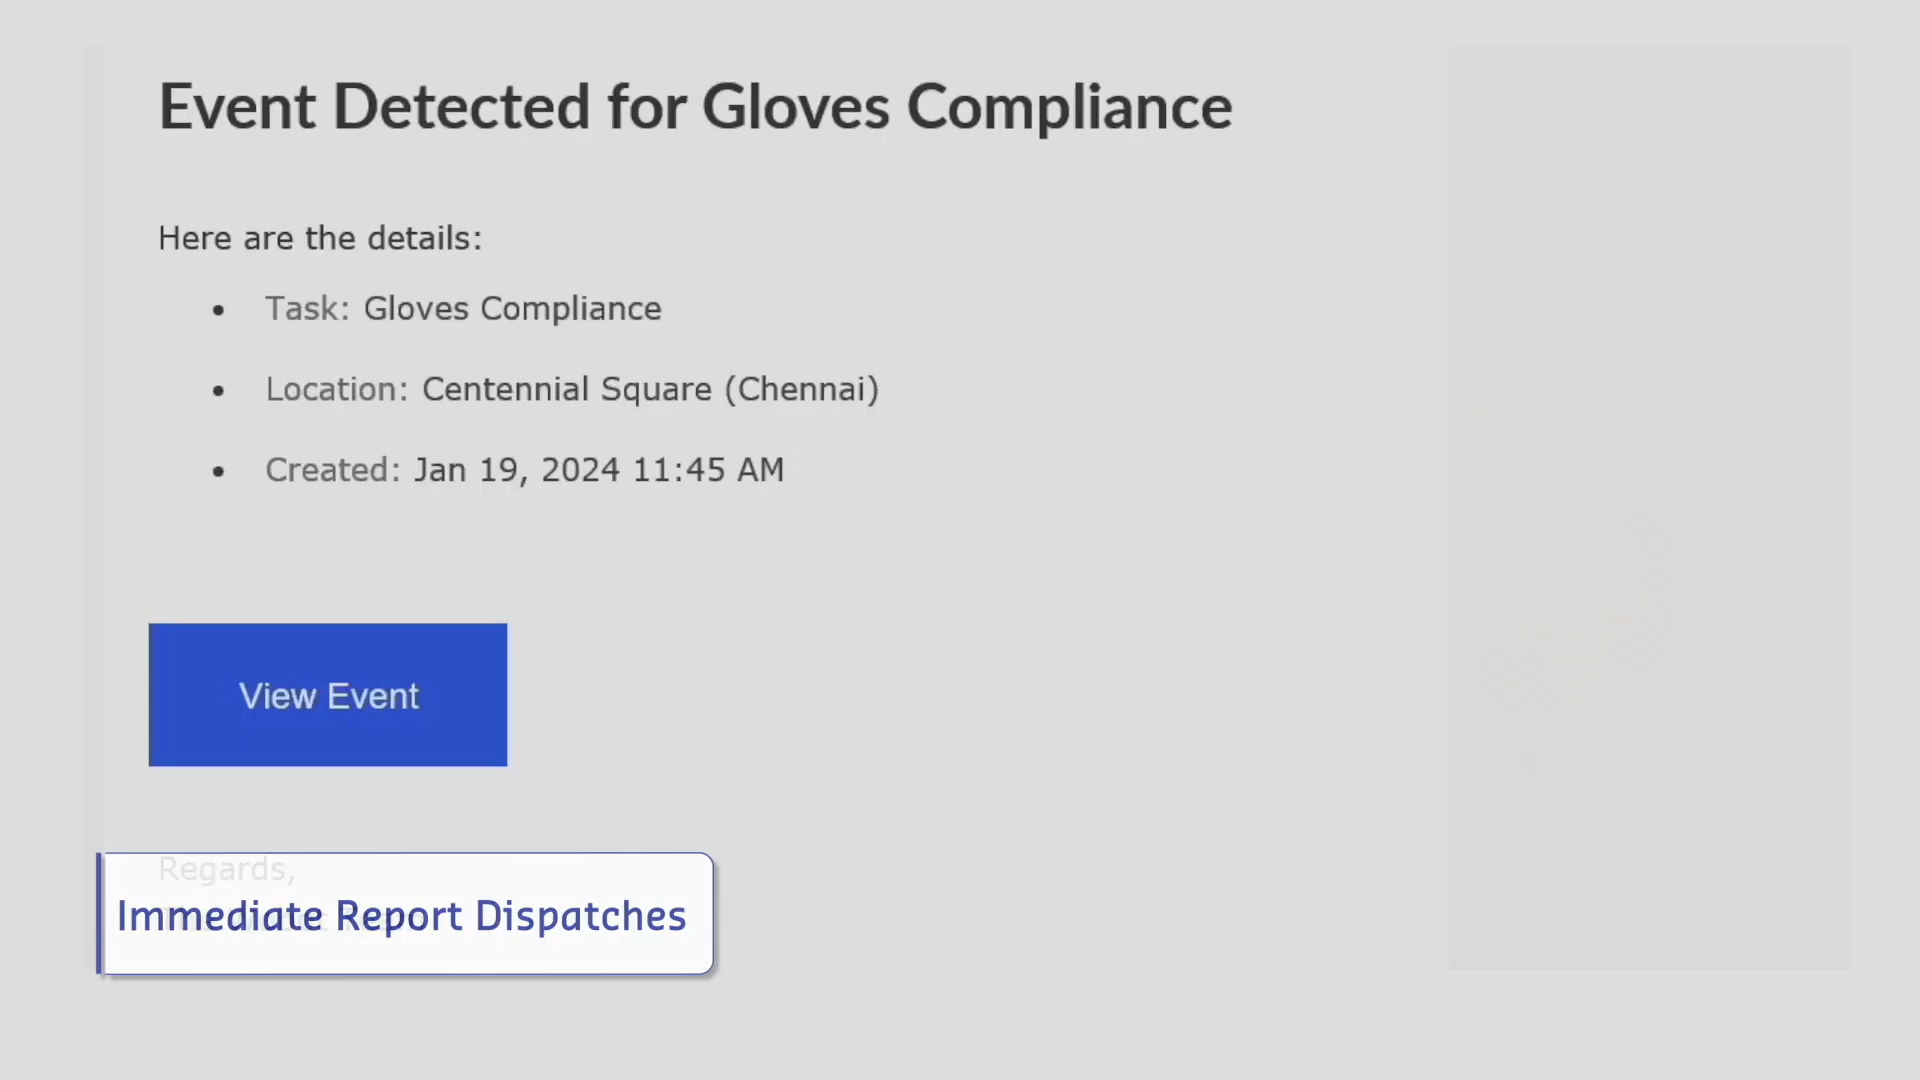 Event Detected for Gloves Compliance
Here are the details:
Task: Gloves Compliance
Location: Centennial Square (Chennai)
Created: Jan 19, 2024 11:45 AM
View Event
Regards,
Immediate Report Dispatches